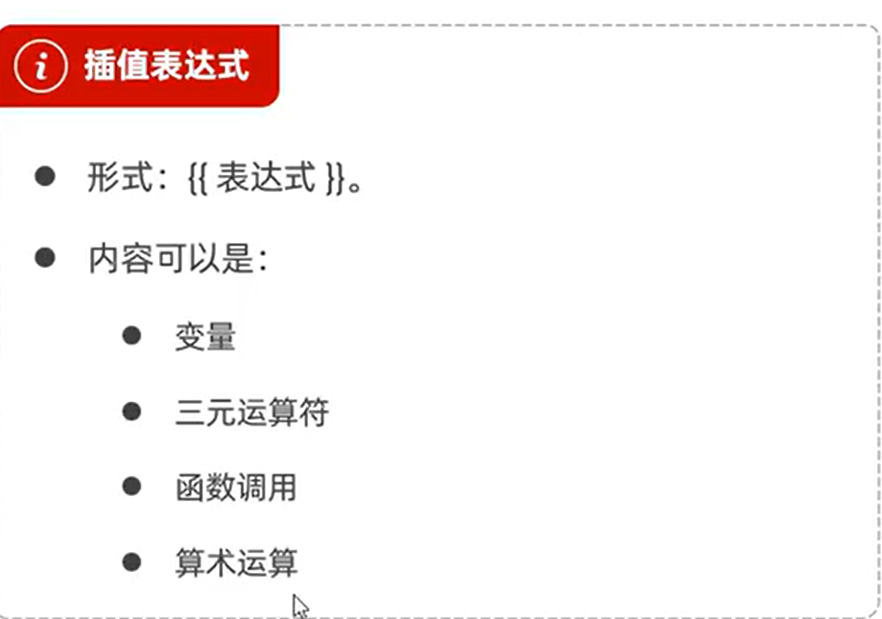 插值表达式
形式：{{ 表达式 }}。
内容可以是：
变量
三元运算符
函数调用
算术运算